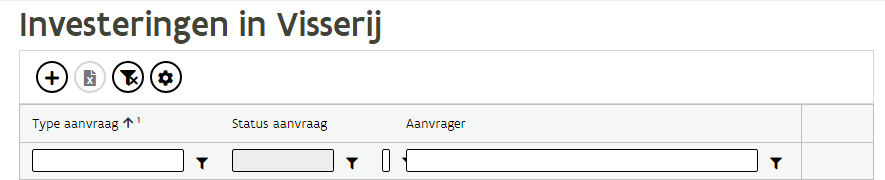 Investeringen in Visserij
Type aanvraag ↑ 1 Status aanvraag Aanvrager